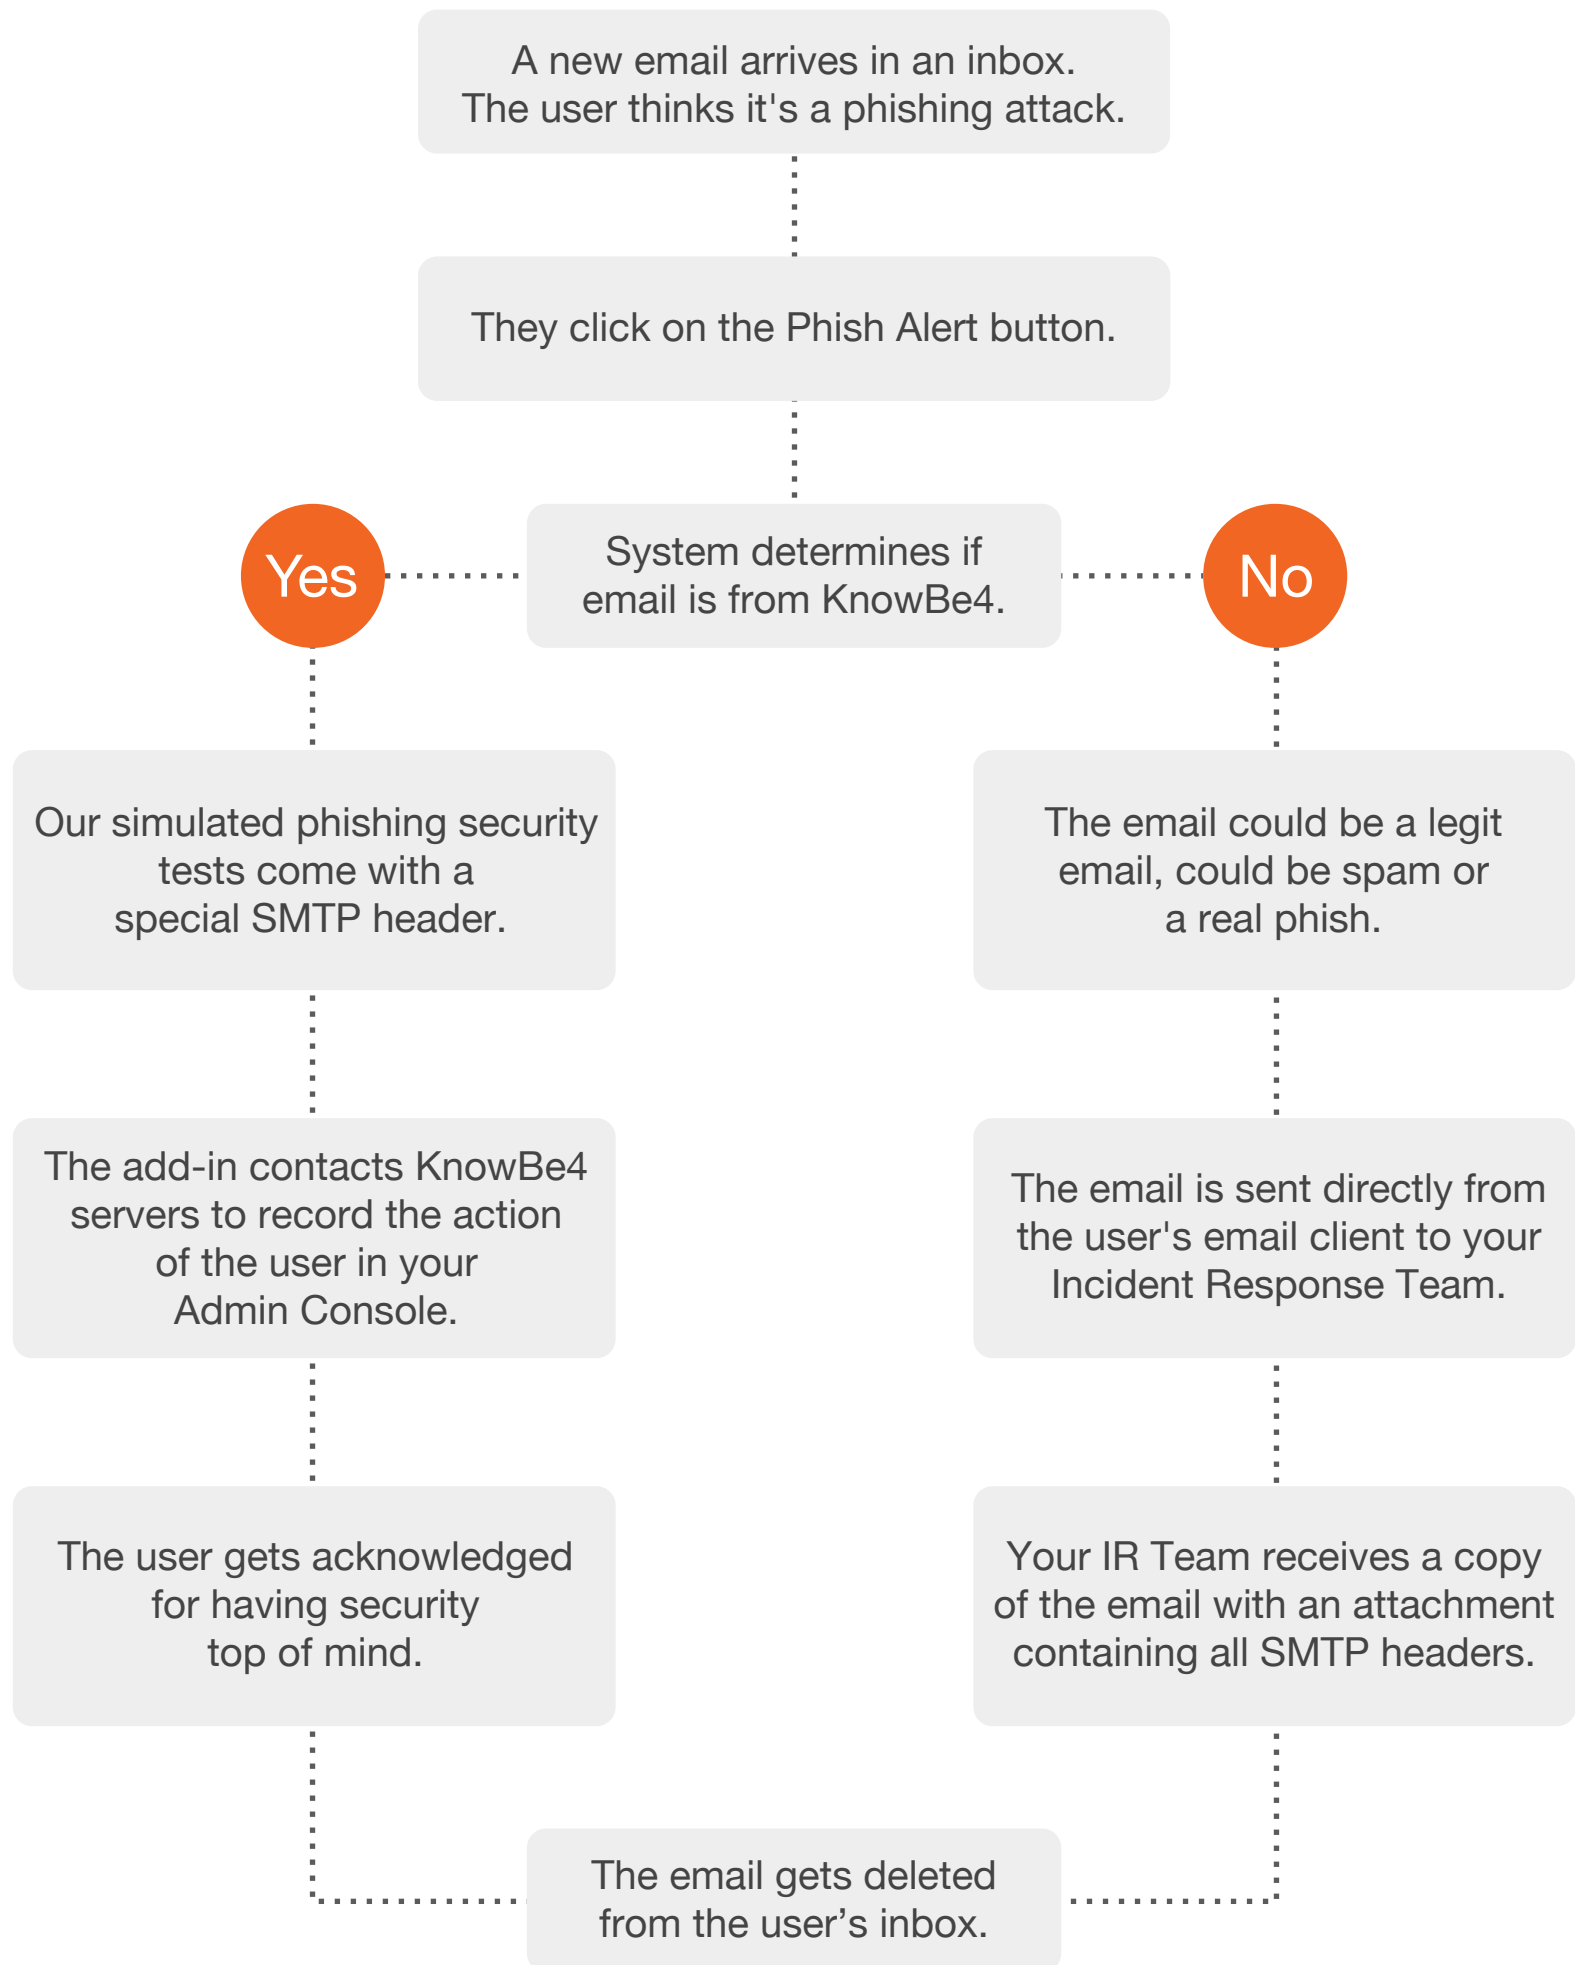 A new email arrives in an inbox.
The user thinks it's a phishing attack.
They click on the Phish Alert button.
Yes
System determines if
email is from KnowBe4.
No
Our simulated phishing security
tests come with a
special SMTP header.
The email could be a legit
email, could be spam or
a real phish.
The add-in contacts KnowBe4
servers to record the action
of the user in your
Admin Console.
The email is sent directly from
the user's email client to your
Incident Response Team.
The user gets acknowledged
for having security
top of mind.
Your IR Team receives a copy
of the email with an attachment
containing all SMTP headers.
The email gets deleted
from the user’s inbox.